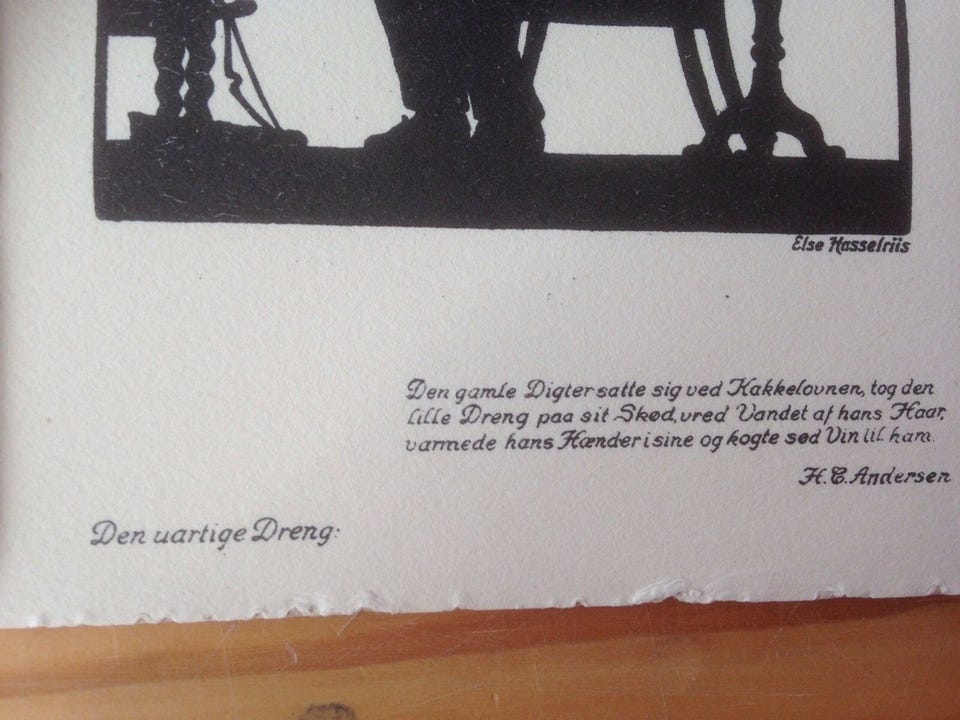 Else Hasselriis
Den gamle Digter satte sig ved Kakkelovnen, tog den
lille Dreng paa sit Skød, vred Vandet af hans Haar,
varmede hans Hænder i sine og kogte sød Vin til ham.
H. C. Andersen
Den uartige Dreng: